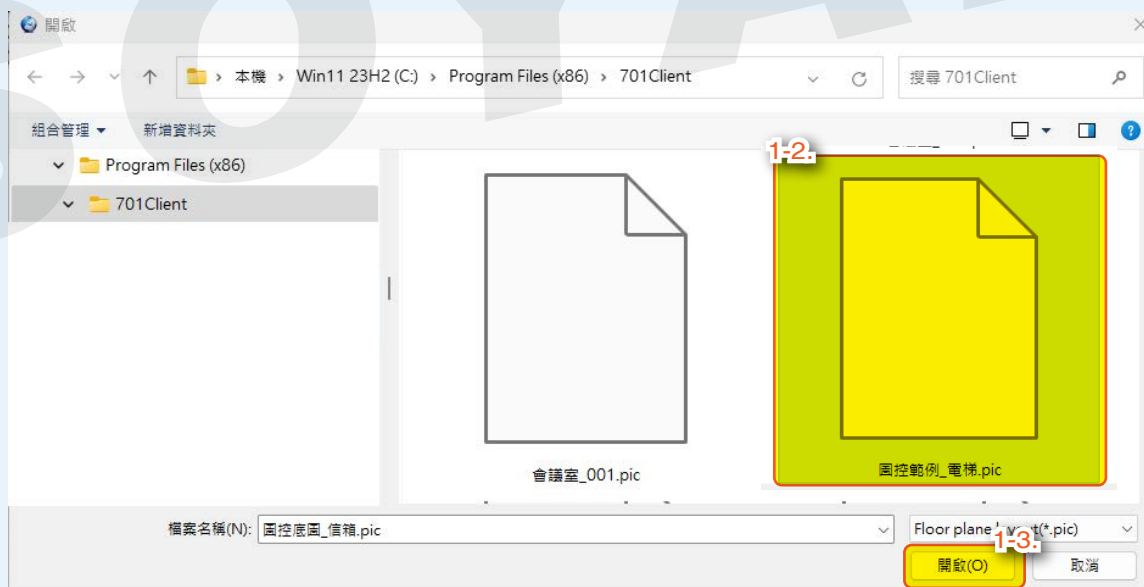 開啟
本機 › Win11 23H2 (C:) › Program Files (x86) › 701Client
搜尋 701Client
組合管理
新增資料夾
Program Files (x86)
701Client
1-2.
會議室_001.pic
圖控範例_電梯.pic
檔案名稱(N):
圖控底圖_信箱.pic
Floor plane layout(*.pic)
1-3.
開啟(O)
取消
SOYA